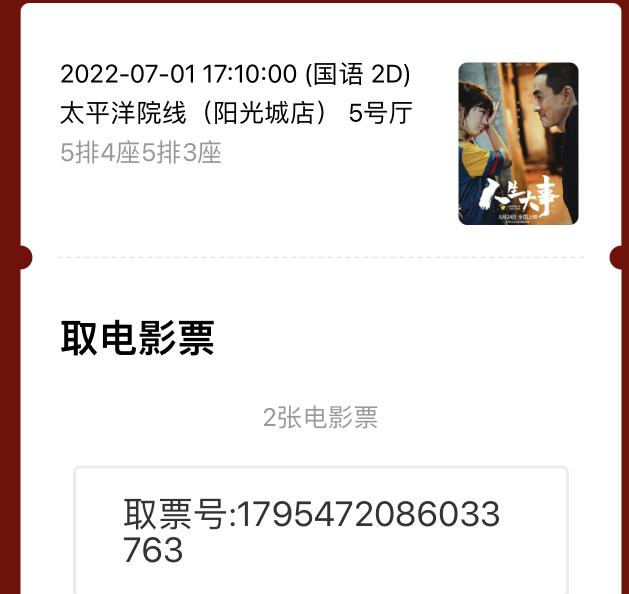 2022-07-01 17:10:00 (国语 2D)
太平洋院线（阳光城店） 5号厅
5排4座5排3座
人生大事
6月24日 全国上映
取电影票
2张电影票
取票号:1795472086033
763